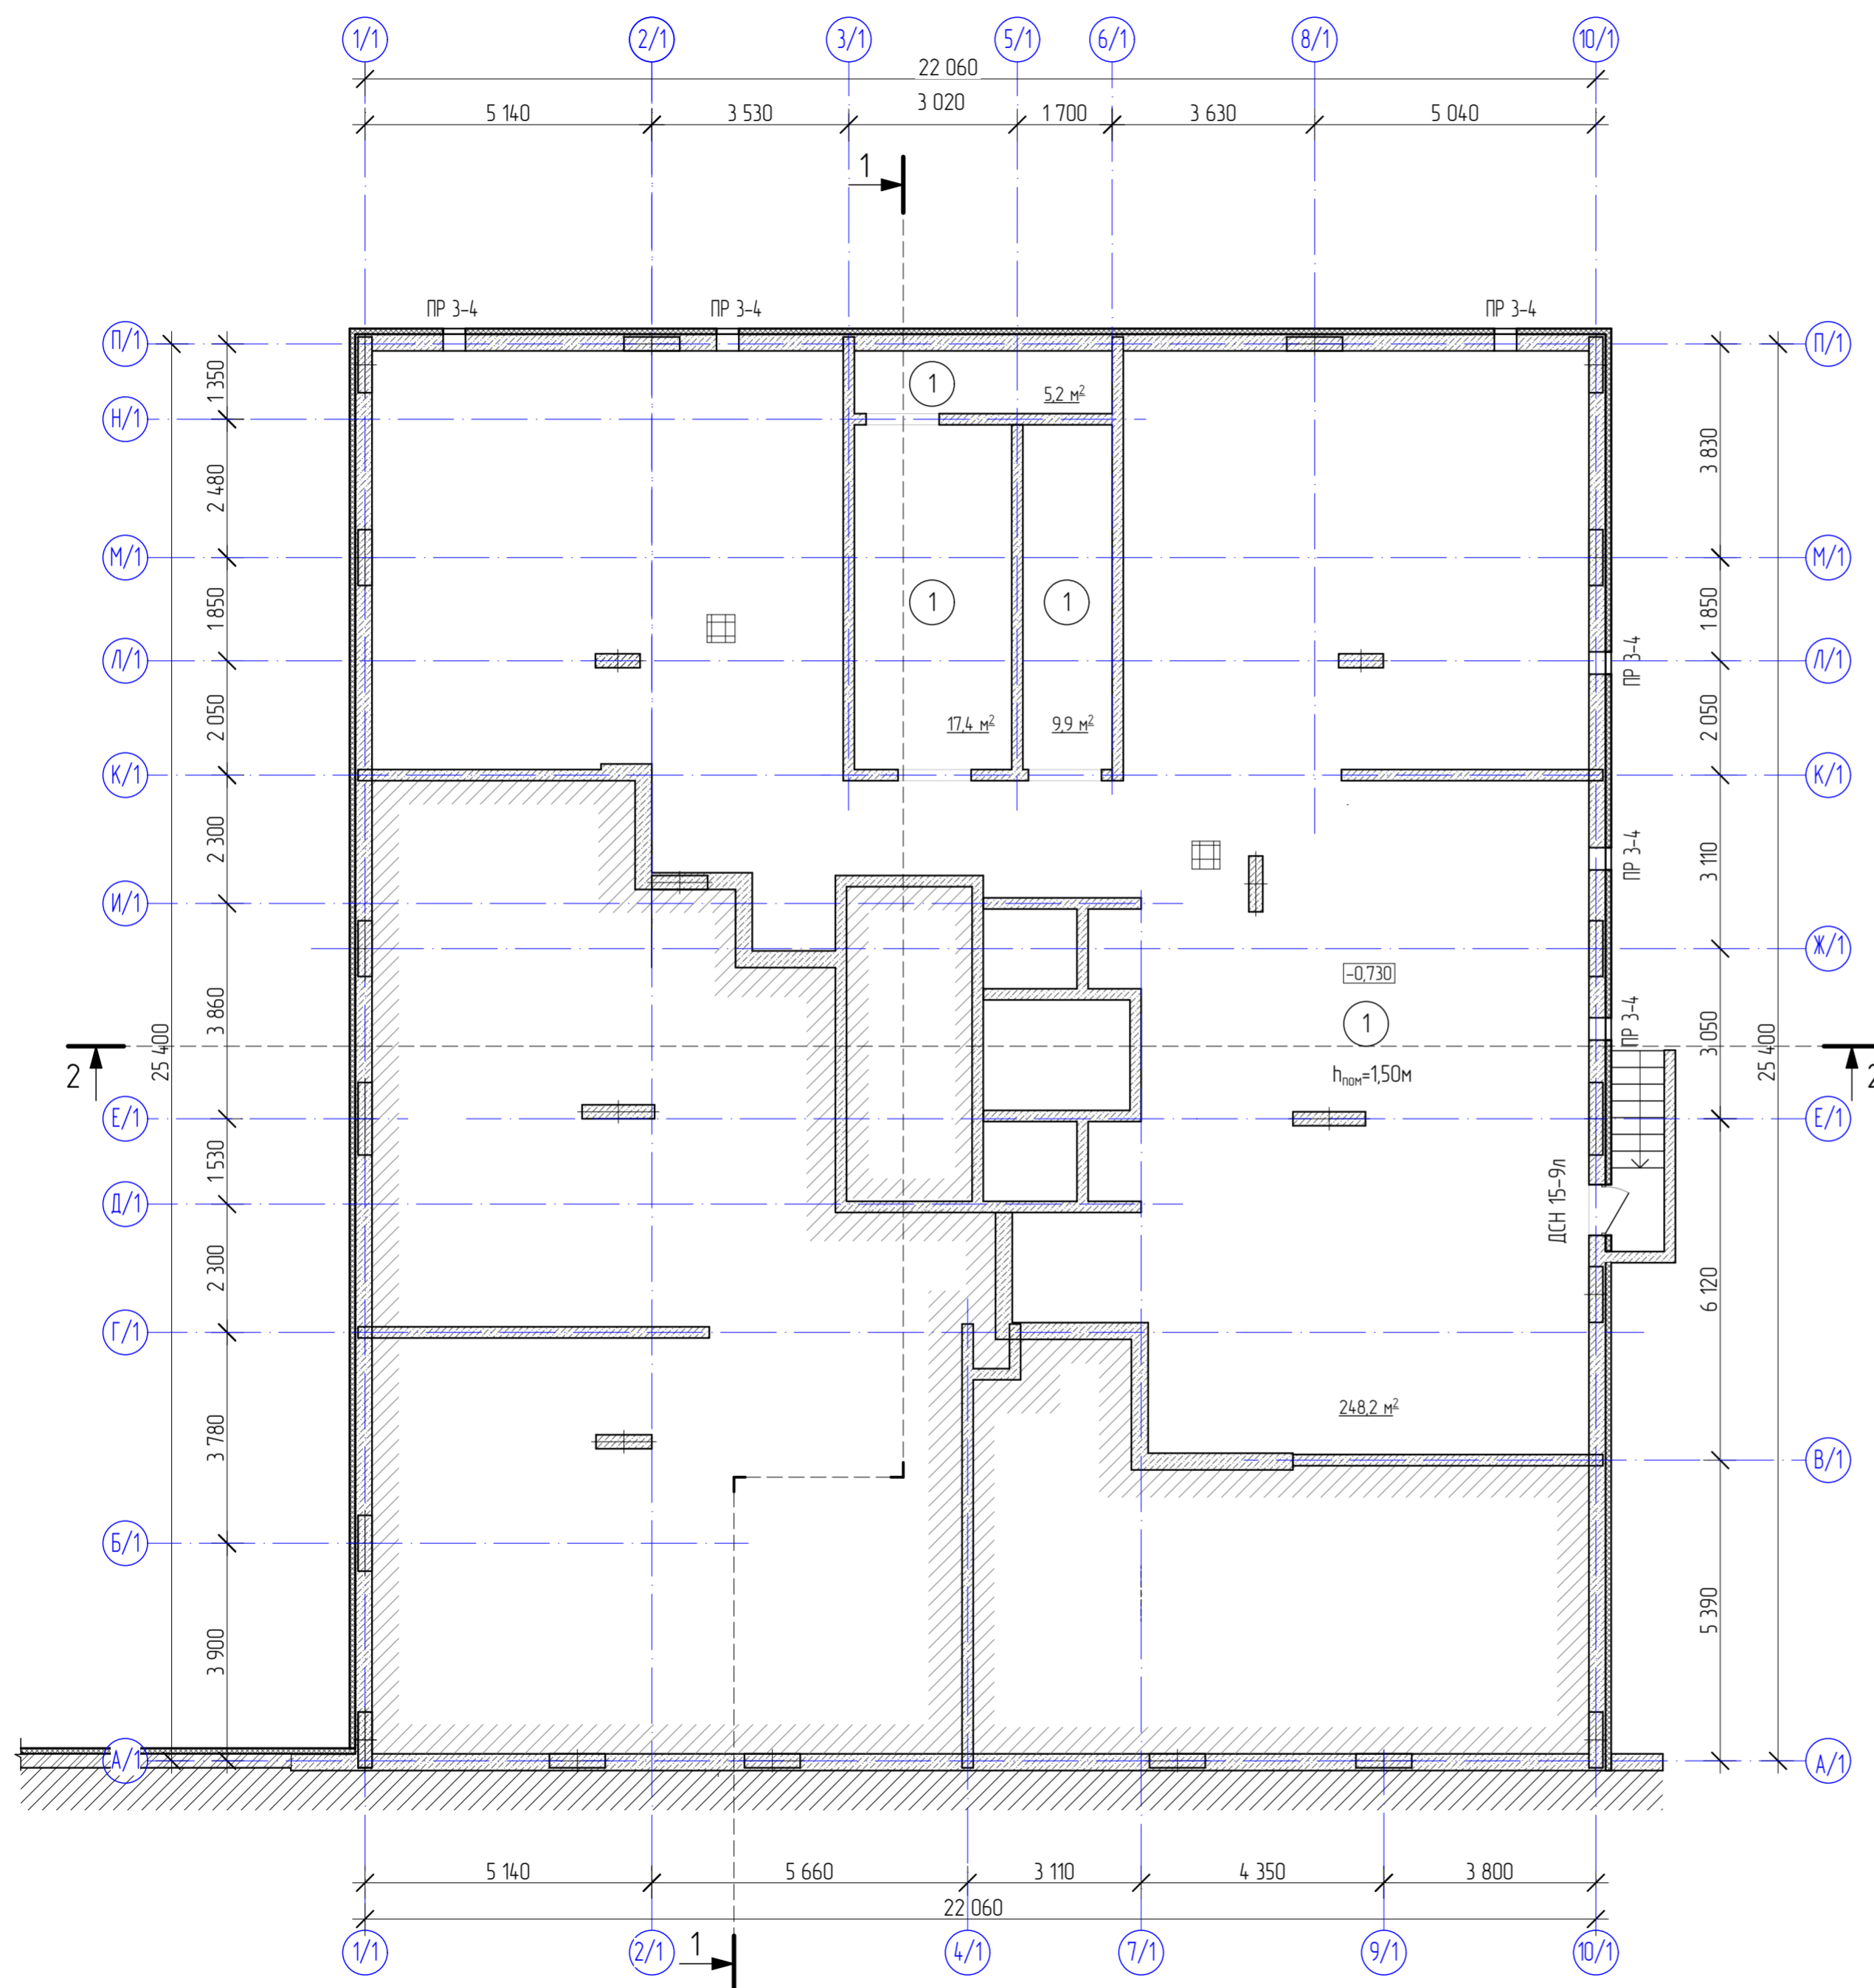 1/1 2/1 3/1 5/1 6/1 8/1 10/1
22 060
5 140 3 530 3 020 1 700 3 630 5 040
1
ПР 3-4 ПР 3-4 ПР 3-4
П/1 П/1
1 350
1
5,2 м²
Н/1
2 480
3 830
М/1 М/1
1 850
1 1
1 850
Л/1 Л/1
ПР 3-4
2 050
17,4 м² 9,9 м²
2 050
К/1 К/1
2 300
ПР 3-4
3 110
И/1
Ж/1
-0,730
3 860
1
ПР 3-4
3 050
25 400 25 400
2 2
hпом=1,50м
Е/1 Е/1
1 530
ДСН 15-9л
Д/1
2 300
6 120
Г/1
248,2 м²
3 780
В/1
Б/1
3 900
5 390
А/1 А/1
5 140 5 660 3 110 4 350 3 800
22 060
1
1/1 2/1 4/1 7/1 9/1 10/1